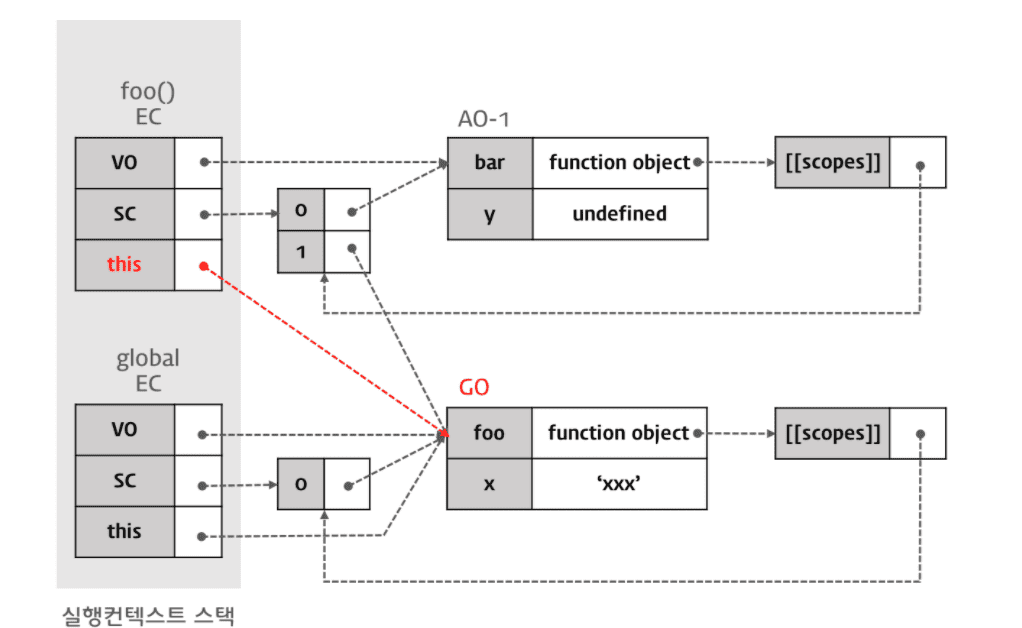 foo()
EC
VO
SC
this
0
1
AO-1
bar function object
y undefined
[[scopes]]
global
EC
VO
SC
this
0
GO
foo function object
x ‘xxx’
[[scopes]]
실행컨텍스트 스택